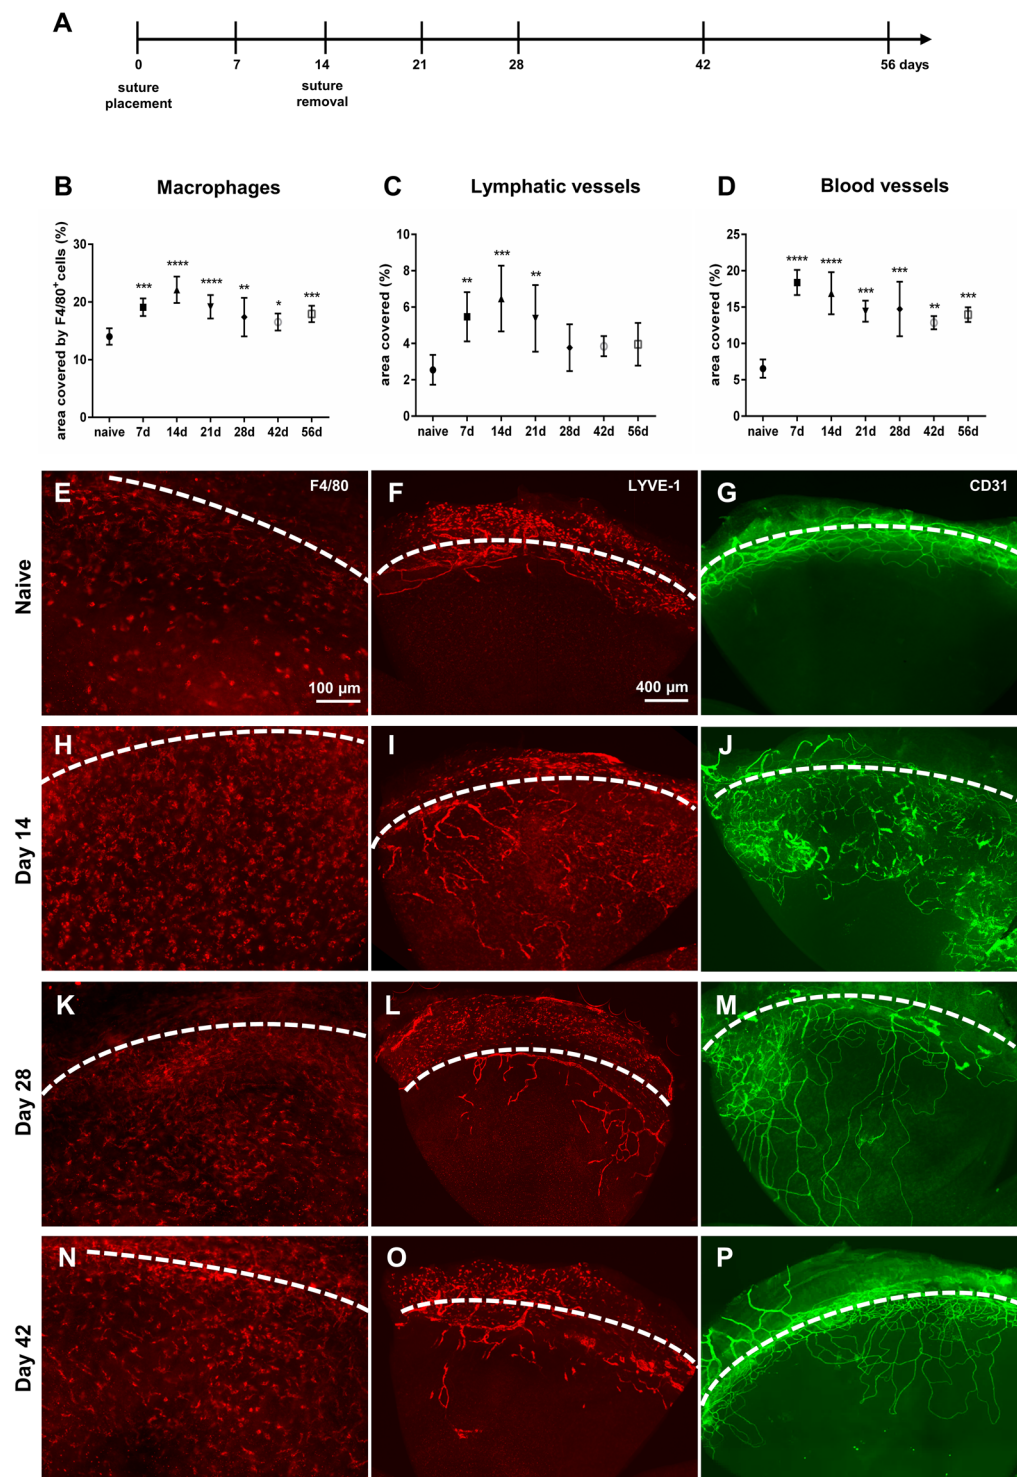 A
0 7 14 21 28 42 56 days
suture placement
suture removal
B Macrophages
area covered by F4/80⁺cells (%)
30
20
10
0
*** **** **** ** * ***
naive 7d 14d 21d 28d 42d 56d
C Lymphatic vessels
area covered (%)
10
8
6
4
2
0
** *** **
naive 7d 14d 21d 28d 42d 56d
D Blood vessels
area covered (%)
25
20
15
10
5
0
**** **** *** *** ** ***
naive 7d 14d 21d 28d 42d 56d
Naive
E F4/80
100 µm
F LYVE-1
400 µm
G CD31
Day 14
H
I
J
Day 28
K
L
M
Day 42
N
O
P